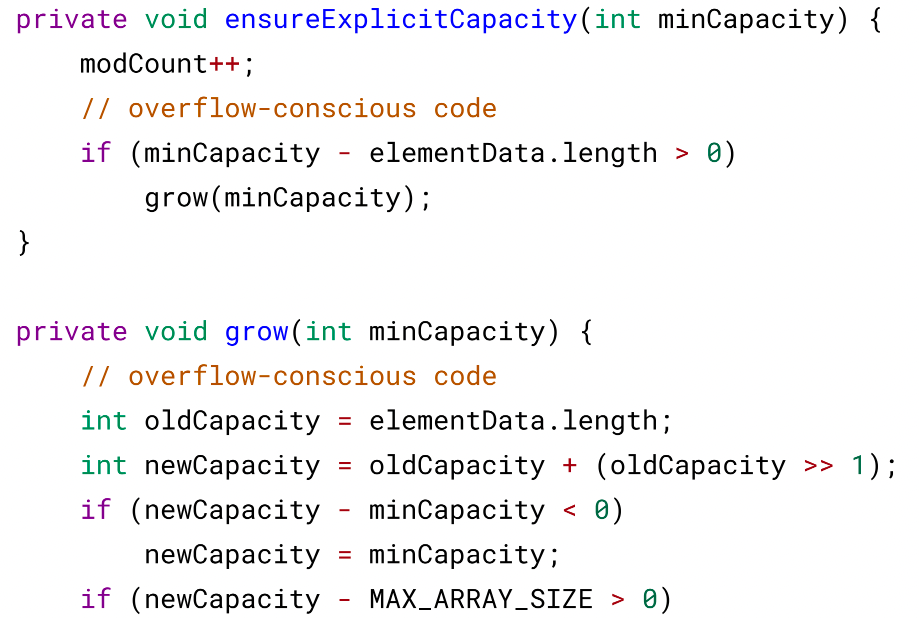 private void ensureExplicitCapacity(int minCapacity) {
    modCount++;
    // overflow-conscious code
    if (minCapacity - elementData.length > 0)
        grow(minCapacity);
}

private void grow(int minCapacity) {
    // overflow-conscious code
    int oldCapacity = elementData.length;
    int newCapacity = oldCapacity + (oldCapacity >> 1);
    if (newCapacity - minCapacity < 0)
        newCapacity = minCapacity;
    if (newCapacity - MAX_ARRAY_SIZE > 0)